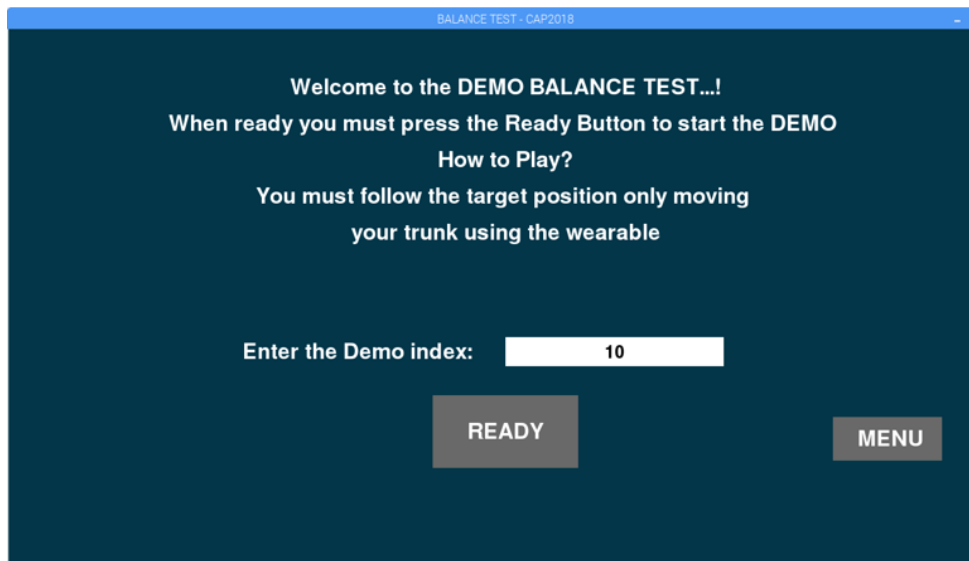 BALANCE TEST - CAP2018
Welcome to the DEMO BALANCE TEST...!
When ready you must press the Ready Button to start the DEMO
How to Play?
You must follow the target position only moving
your trunk using the wearable
Enter the Demo index: 10
READY
MENU